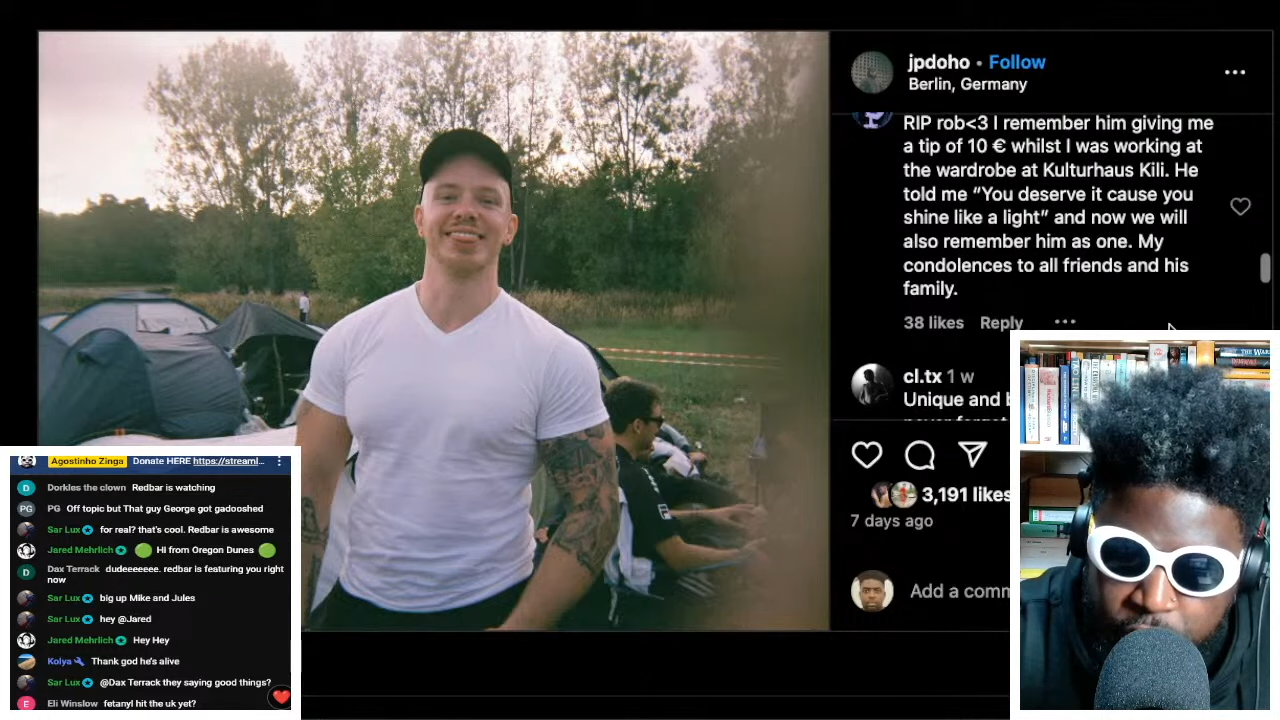 jpdoho • Follow
Berlin, Germany
RIP rob<3 I remember him giving me
a tip of 10 € whilst I was working at
the wardrobe at Kulturhaus Kili. He
told me “You deserve it cause you
shine like a light” and now we will
also remember him as one. My
condolences to all friends and his
family.
38 likes Reply
cl.tx 1 w
Unique and
3,191 likes
7 days ago
Add a comm
Agostinho Zinga Donate HERE https://streaml...
Dorkles the clown Redbar is watching
PG Off topic but That guy George got gadooshed
Sar Lux for real? that's cool. Redbar is awesome
Jared Mehrlich Hi from Oregon Dunes
Dax Terrack dudeeeeeee. redbar is featuring you right
now
Sar Lux big up Mike and Jules
Sar Lux hey @Jared
Jared Mehrlich Hey Hey
Kolya Thank god he's alive
Sar Lux @Dax Terrack they saying good things?
Eli Winslow fetanyl hit the uk yet?
D
PG
D
E
FILA